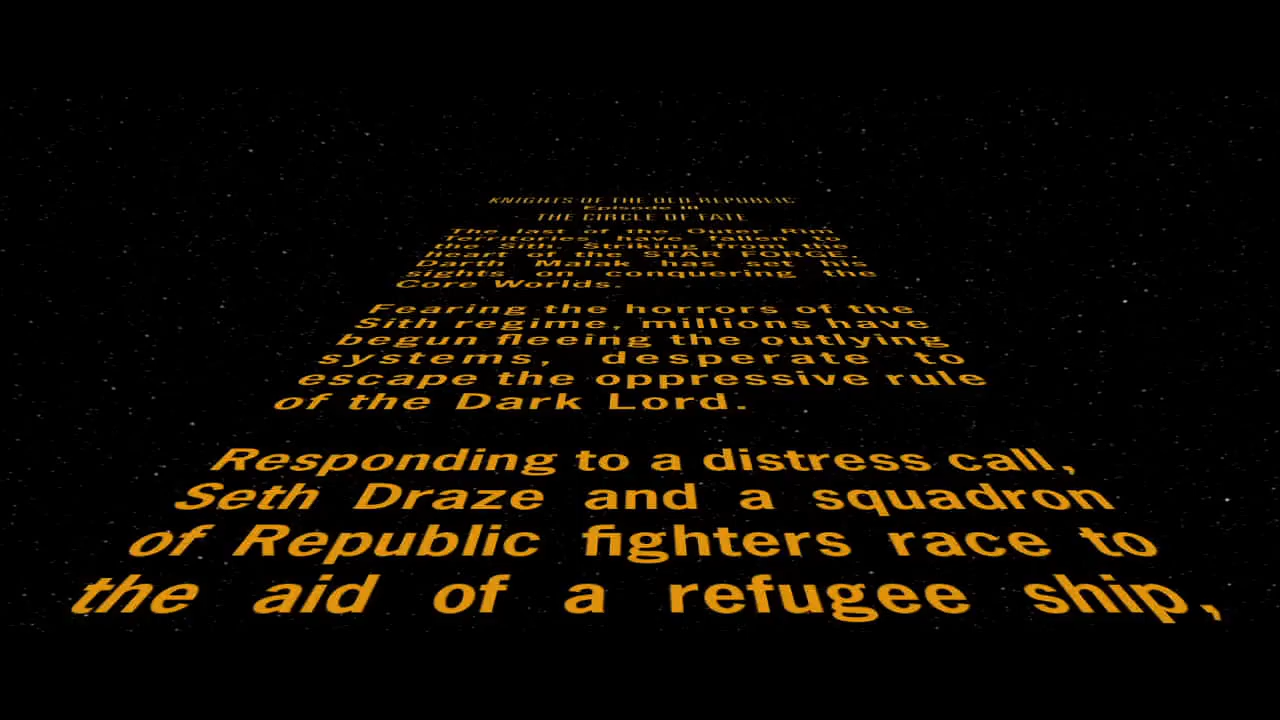 KNIGHTS OF THE OLD REPUBLIC
Episode III
THE CIRCLE OF FATE
The last of the Outer Rim
Territories have fallen to
the Sith. Striking from the
heart of the STAR FORGE,
Darth Malak has set his
sights on conquering the
Core Worlds.
Fearing the horrors of the
Sith regime, millions have
begun fleeing the outlying
systems, desperate to
escape the oppressive rule
of the Dark Lord.
Responding to a distress call,
Seth Draze and a squadron
of Republic fighters race to
the aid of a refugee ship,